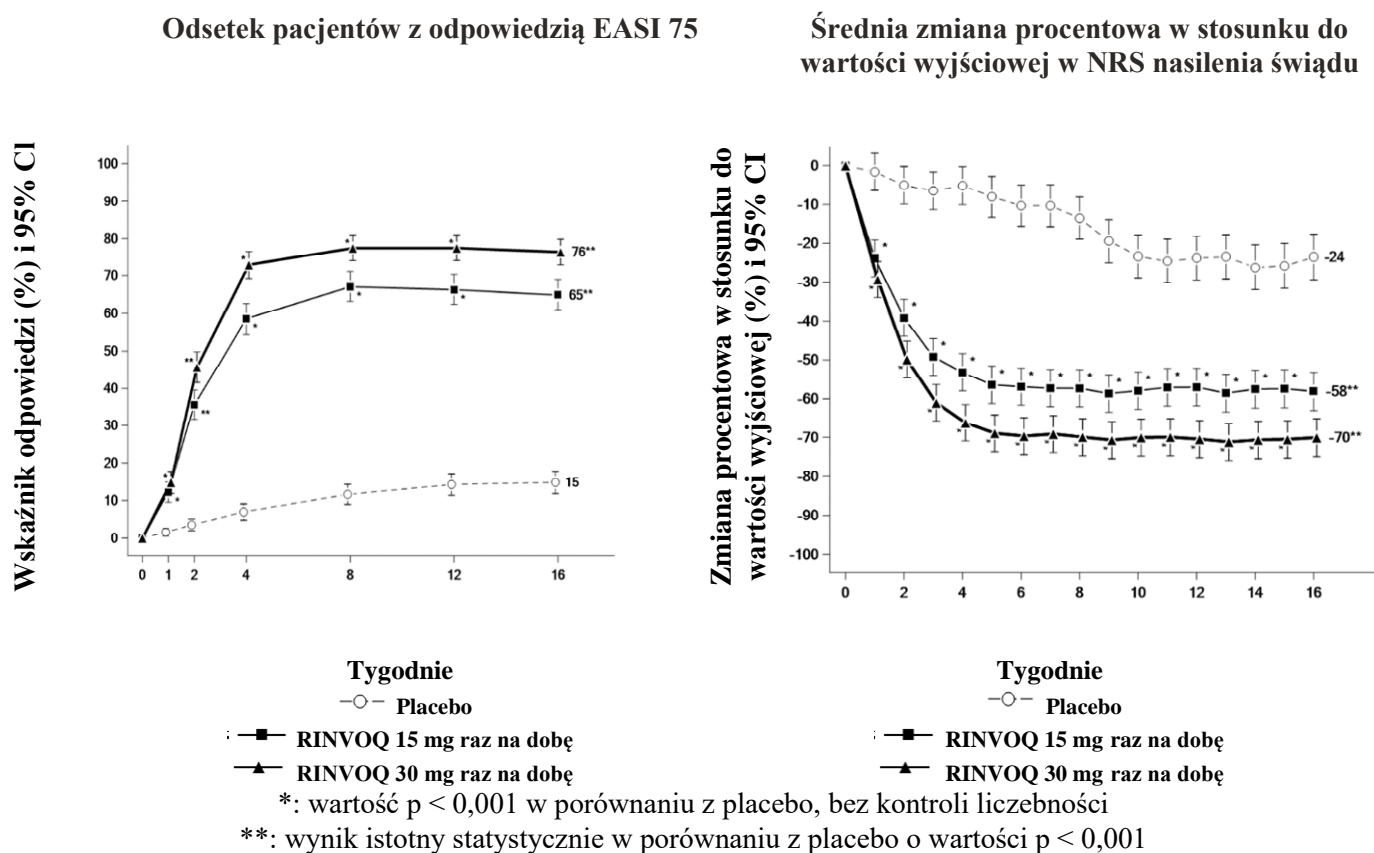 Odsetek pacjentów z odpowiedzią EASI 75
Wskaźnik odpowiedzi (%) i 95% CI
100
90
80
70
60
50
40
30
20
10
0
76**
65**
15
0 1 2 4 8 12 16
Tygodnie
Placebo
RINVOQ 15 mg raz na dobę
RINVOQ 30 mg raz na dobę
Średnia zmiana procentowa w stosunku do
wartości wyjściowej w NRS nasilenia świądu
Zmiana procentowa w stosunku do
wartości wyjściowej (%) i 95% CI
0
-10
-20
-30
-40
-50
-60
-70
-80
-90
-100
-24
-58**
-70**
0 2 4 6 8 10 12 14 16
Tygodnie
Placebo
RINVOQ 15 mg raz na dobę
RINVOQ 30 mg raz na dobę
*: wartość p < 0,001 w porównaniu z placebo, bez kontroli liczebności
**: wynik istotny statystycznie w porównaniu z placebo o wartości p < 0,001